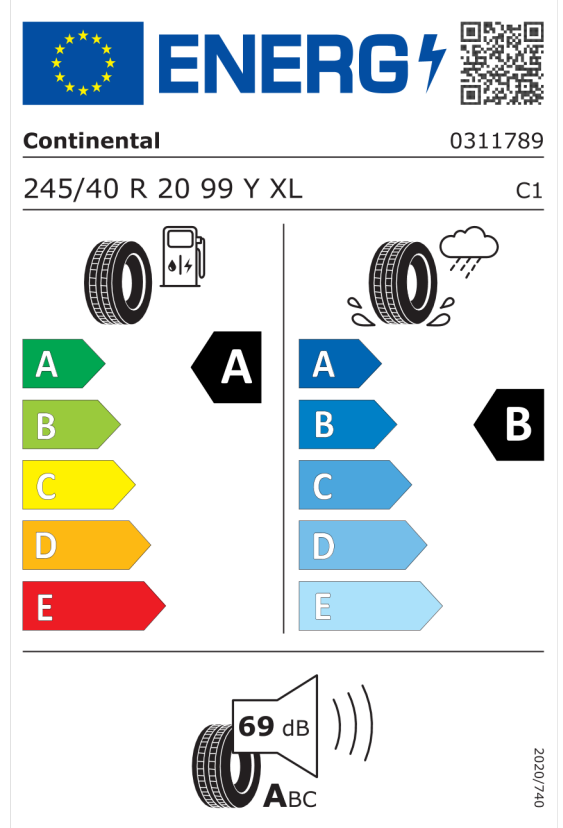 ENERG
Continental 0311789
245/40 R 20 99 Y XL C1
A A A
B B B
C C
D D
E E
69 dB
ABC
2020/740